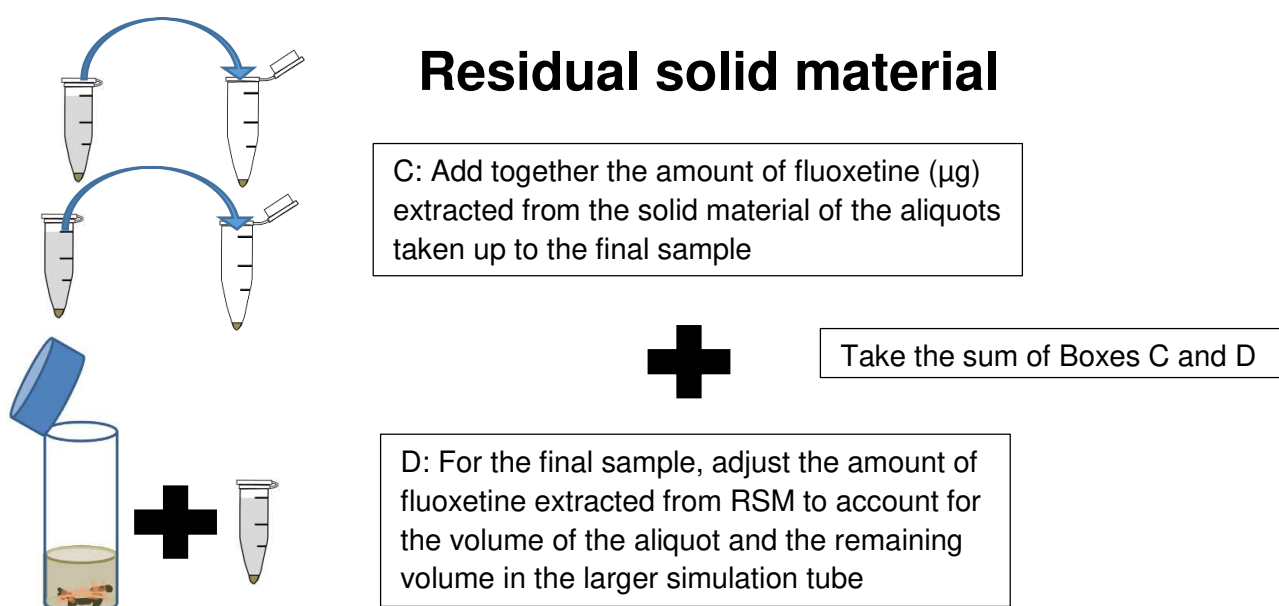 Residual solid material
C: Add together the amount of fluoxetine (µg)
extracted from the solid material of the aliquots
taken up to the final sample
Take the sum of Boxes C and D
D: For the final sample, adjust the amount of
fluoxetine extracted from RSM to account for
the volume of the aliquot and the remaining
volume in the larger simulation tube